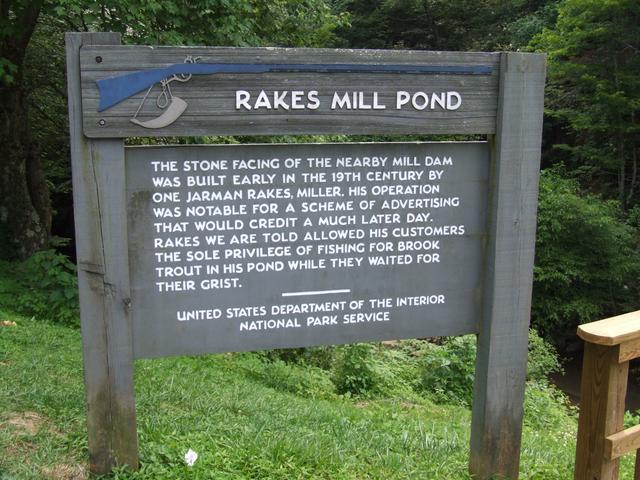 RAKES MILL POND
THE STONE FACING OF THE NEARBY MILL DAM
WAS BUILT EARLY IN THE 19TH CENTURY BY
ONE JARMAN RAKES, MILLER. HIS OPERATION
WAS NOTABLE FOR A SCHEME OF ADVERTISING
THAT WOULD CREDIT A MUCH LATER DAY.
RAKES WE ARE TOLD ALLOWED HIS CUSTOMERS
THE SOLE PRIVILEGE OF FISHING FOR BROOK
TROUT IN HIS POND WHILE THEY WAITED FOR
THEIR GRIST.
UNITED STATES DEPARTMENT OF THE INTERIOR
NATIONAL PARK SERVICE